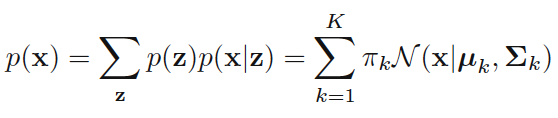 p(x) = ∑_z p(z)p(x|z) = ∑_{k=1}^{K} π_k 𝒩(x|μ_k, Σ_k)